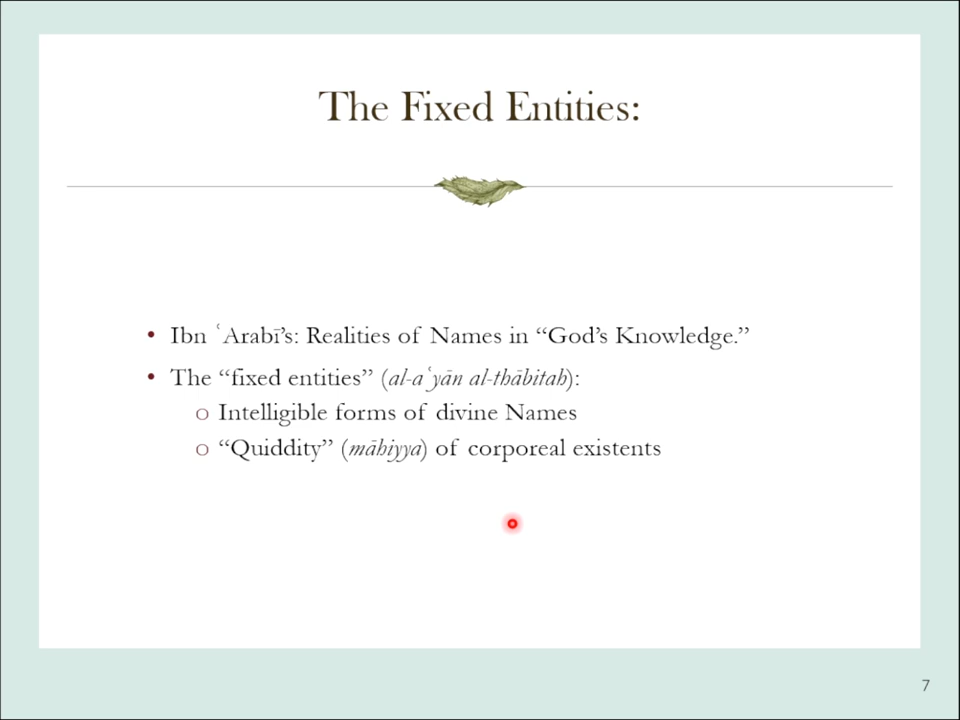 The Fixed Entities:
• Ibn ʿArabī’s: Realities of Names in “God’s Knowledge.”
• The “fixed entities” (al-aʿyān al-thābitah):
o Intelligible forms of divine Names
o “Quiddity” (māhiyya) of corporeal existents
7